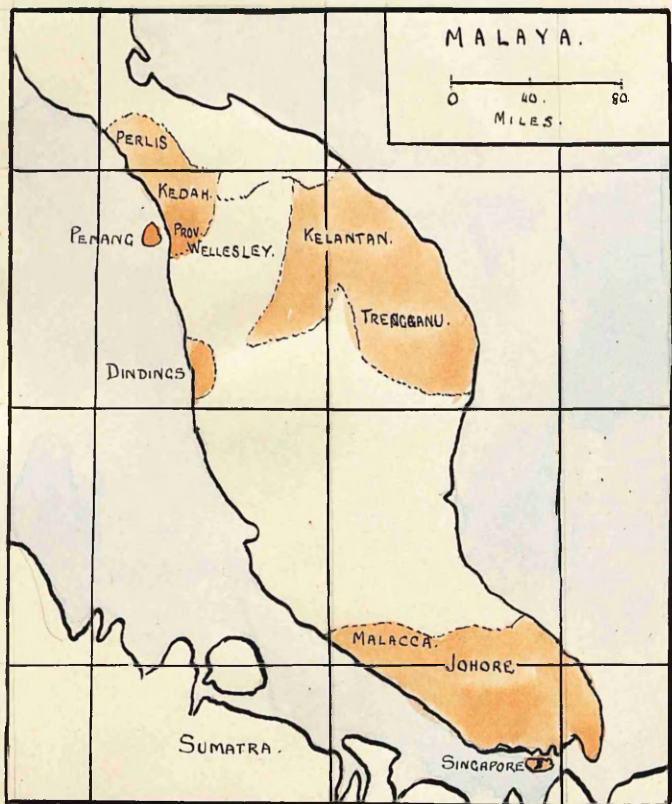 MALAYA.
0 40. 80.
MILES.
PERLIS
KEDAH.
PENANG
PROV.
WELLESLEY.
KELANTAN.
TRENGGANU.
DINDINGS
MALACCA.
JOHORE
SUMATRA.
SINGAPORE